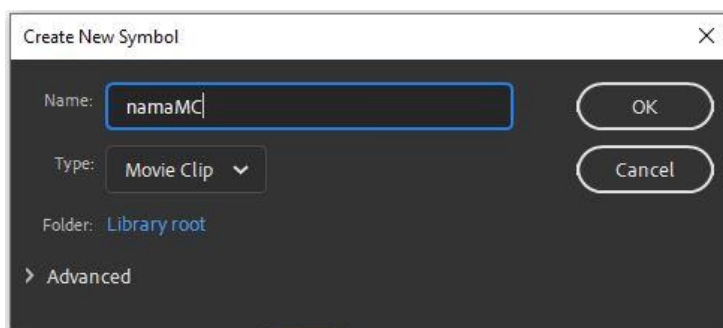 Create New Symbol
Name: namaMC OK
Type: Movie Clip Cancel
Folder: Library root
Advanced